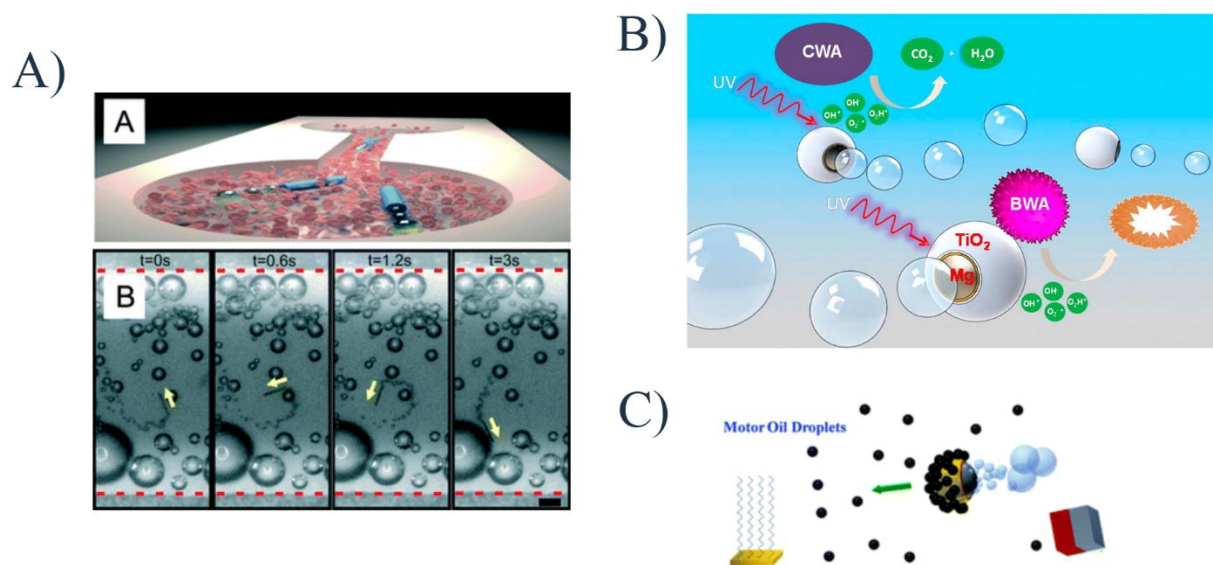 A)
A
B
t=0s
t=0.6s
t=1.2s
t=3s
B)
CWA
CO₂
+
H₂O
UV
OH⁻
OH•
O₂H•
O₂⁻•
UV
BWA
TiO₂
Mg
OH⁻
OH•
O₂H•
O₂⁻•
C)
Motor Oil Droplets